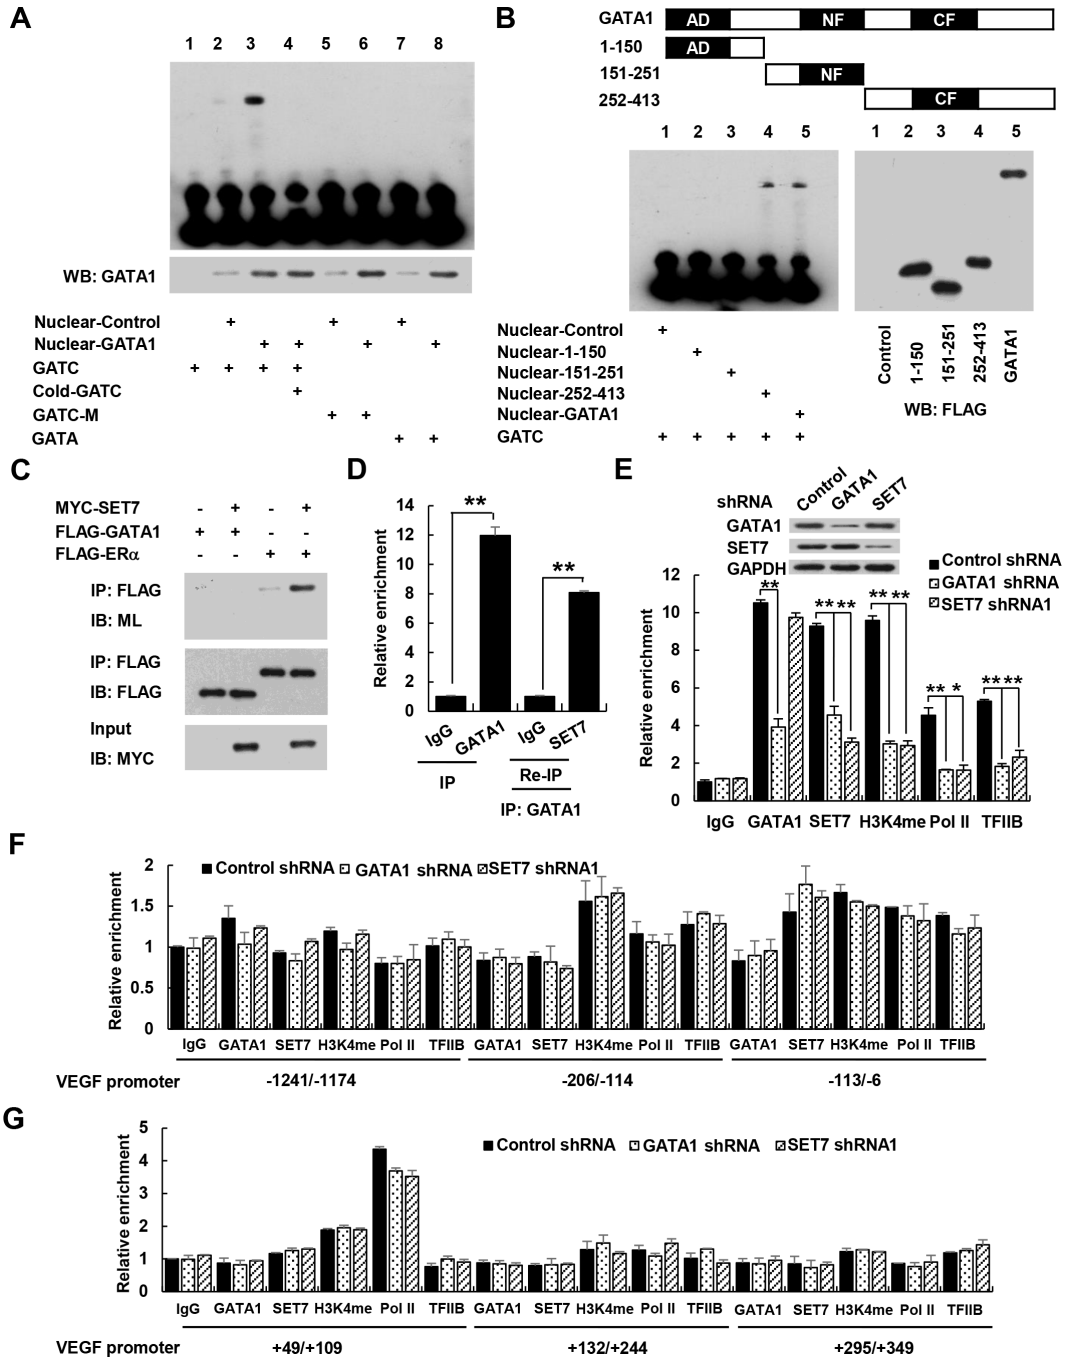 A
1 2 3 4 5 6 7 8
WB: GATA1
Nuclear-Control + + +
Nuclear-GATA1 + + + +
GATC + + + +
Cold-GATC +
GATC-M + +
GATA + +
B
GATA1 AD NF CF
1-150 AD
151-251 NF
252-413 CF
1 2 3 4 5
1 2 3 4 5
Nuclear-Control +
Nuclear-1-150 +
Nuclear-151-251 +
Nuclear-252-413 +
Nuclear-GATA1 +
GATC + + + + +
Control
1-150
151-251
252-413
GATA1
WB: FLAG
C
MYC-SET7 - + - +
FLAG-GATA1 + + - -
FLAG-ERα - - + +
IP: FLAG
IB: ML
IP: FLAG
IB: FLAG
Input
IB: MYC
D
Relative enrichment
14
12
10
8
6
4
2
0
**
**
IgG GATA1 IgG SET7
IP Re-IP
IP: GATA1
E
shRNA Control GATA1 SET7
GATA1
SET7
GAPDH
Control shRNA
GATA1 shRNA
SET7 shRNA1
Relative enrichment
12
10
8
6
4
2
0
** ** ** ** ** ** * ** **
IgG GATA1 SET7 H3K4me Pol II TFIIB
F
Control shRNA GATA1 shRNA SET7 shRNA1
Relative enrichment
2
1.5
1
0.5
0
IgG GATA1 SET7 H3K4me Pol II TFIIB GATA1 SET7 H3K4me Pol II TFIIB GATA1 SET7 H3K4me Pol II TFIIB
VEGF promoter -1241/-1174 -206/-114 -113/-6
G
Control shRNA GATA1 shRNA SET7 shRNA1
Relative enrichment
5
4
3
2
1
0
IgG GATA1 SET7 H3K4me Pol II TFIIB GATA1 SET7 H3K4me Pol II TFIIB GATA1 SET7 H3K4me Pol II TFIIB
VEGF promoter +49/+109 +132/+244 +295/+349